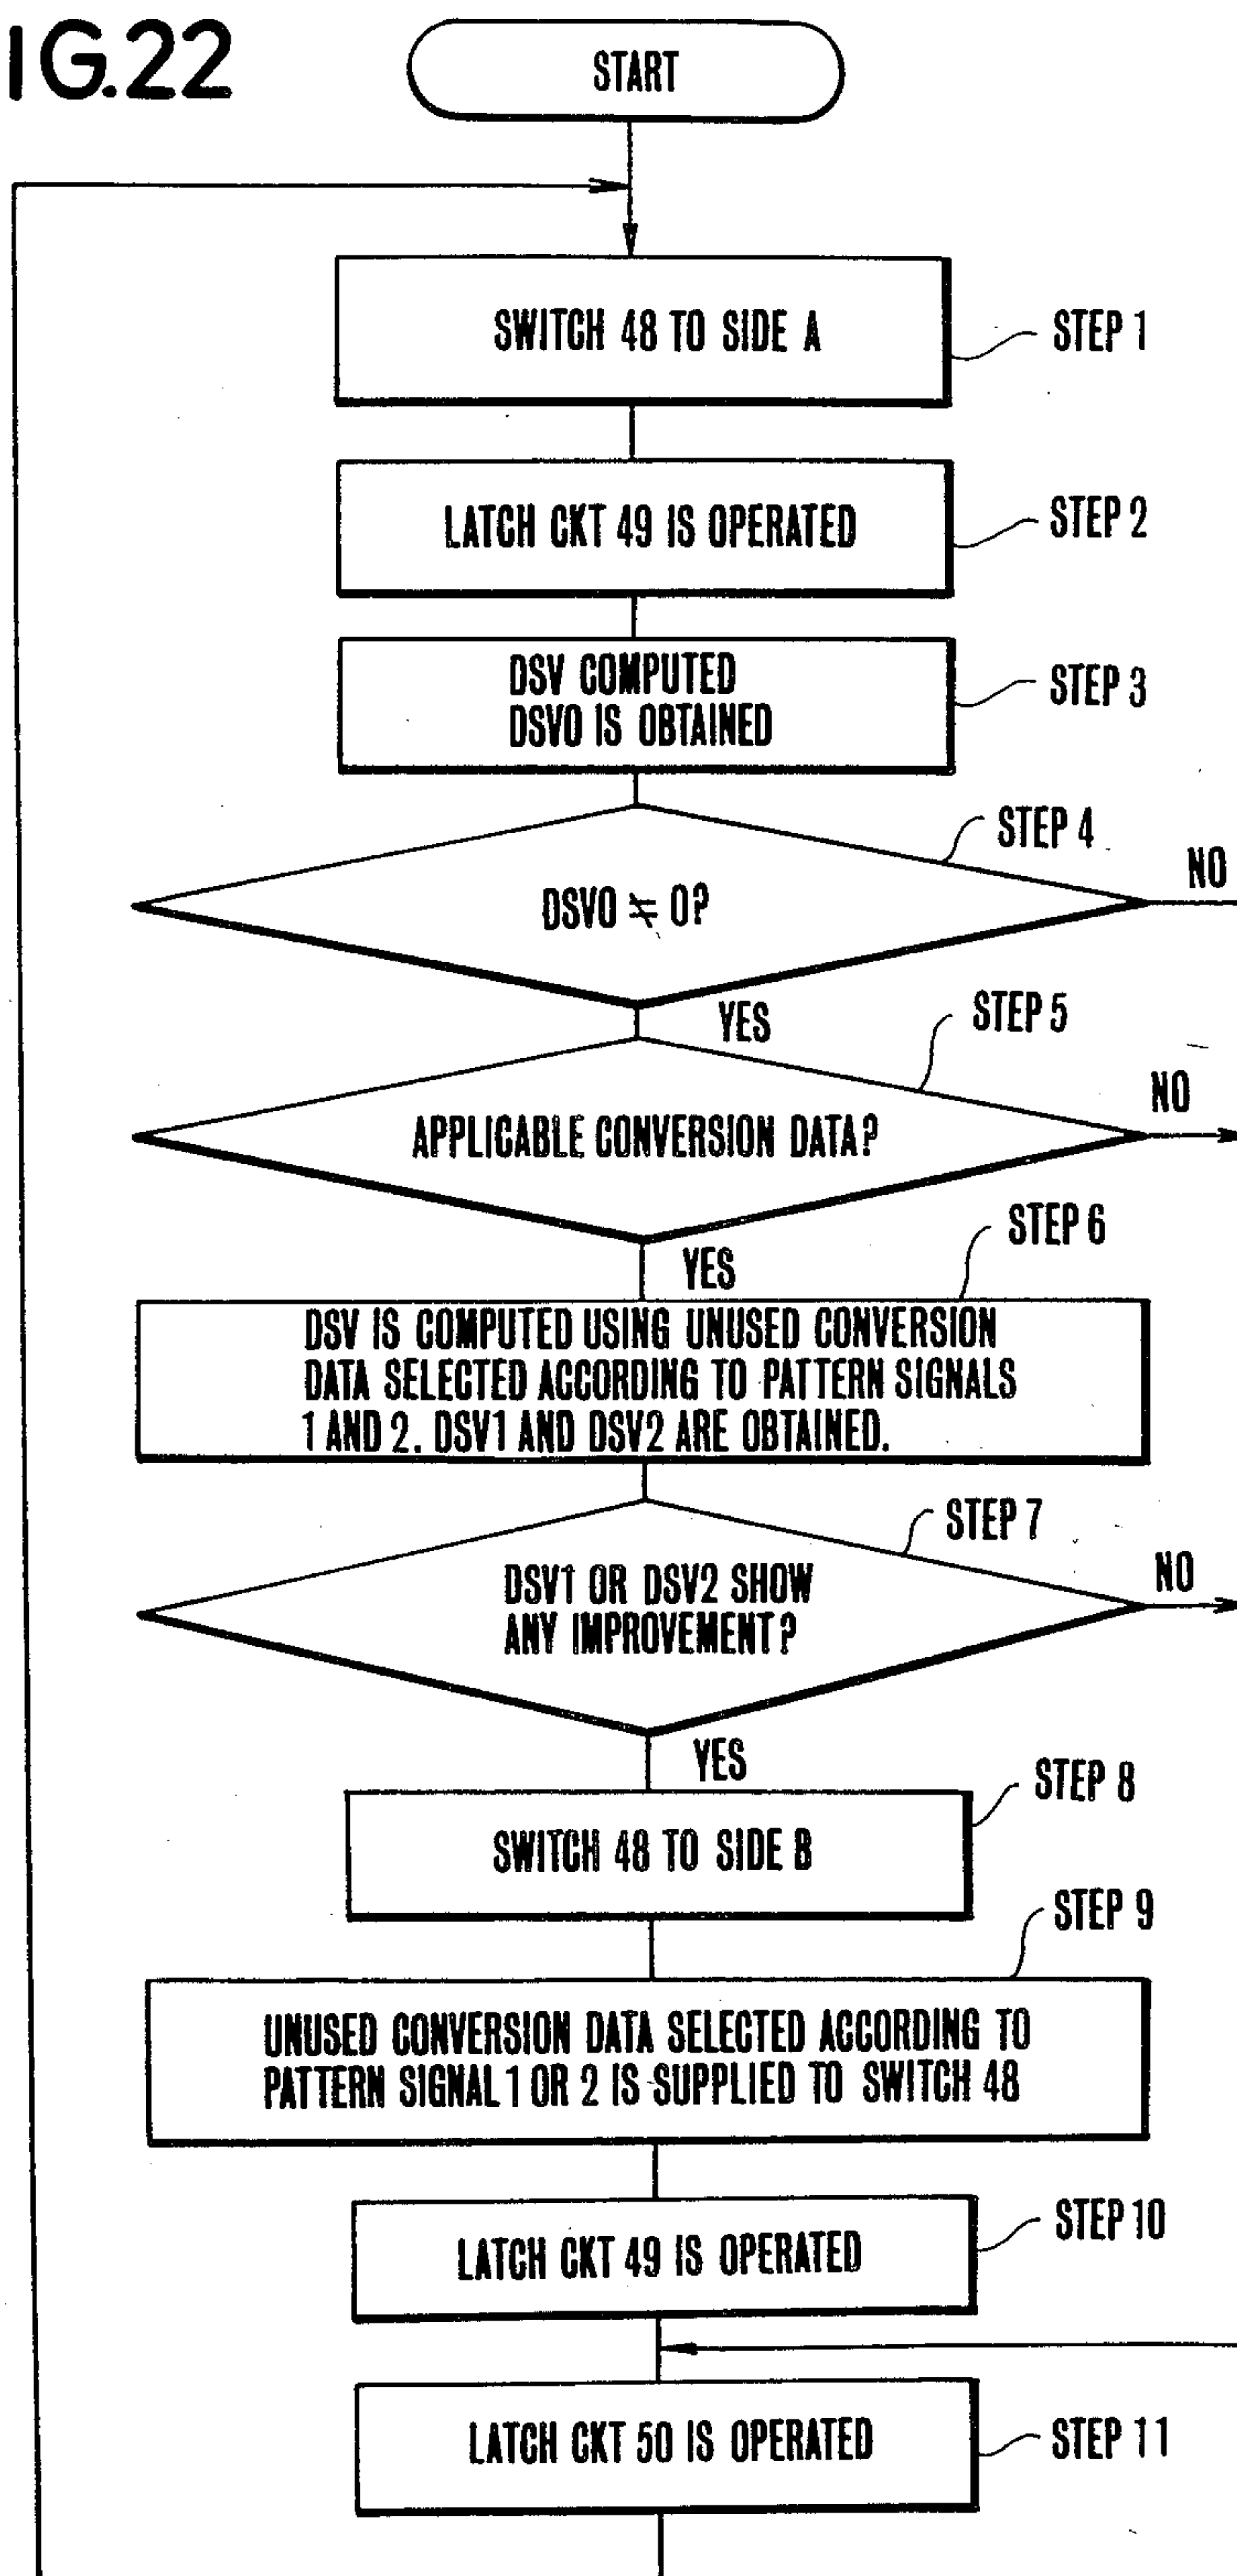 IG.22
START
SWITCH 48 TO SIDE A
STEP 1
LATCH CKT 49 IS OPERATED
STEP 2
DSV COMPUTED
DSV0 IS OBTAINED
STEP 3
STEP 4
DSV0 ≠ 0?
NO
YES
STEP 5
APPLICABLE CONVERSION DATA?
NO
YES
STEP 6
DSV IS COMPUTED USING UNUSED CONVERSION
DATA SELECTED ACCORDING TO PATTERN SIGNALS
1 AND 2. DSV1 AND DSV2 ARE OBTAINED.
STEP 7
DSV1 OR DSV2 SHOW
ANY IMPROVEMENT?
NO
YES
STEP 8
SWITCH 48 TO SIDE B
STEP 9
UNUSED CONVERSION DATA SELECTED ACCORDING TO
PATTERN SIGNAL 1 OR 2 IS SUPPLIED TO SWITCH 48
STEP 10
LATCH CKT 49 IS OPERATED
LATCH CKT 50 IS OPERATED
STEP 11